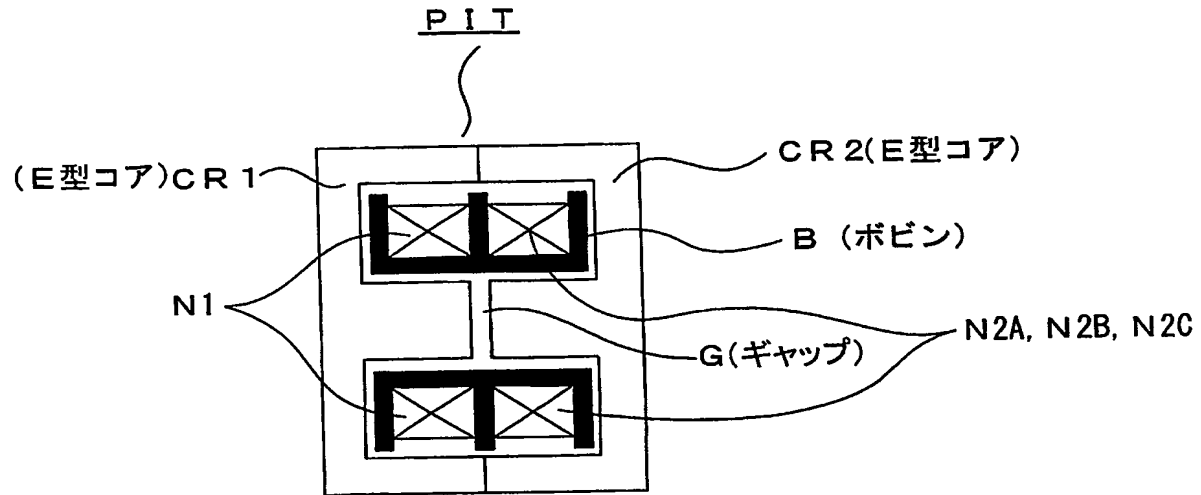 PIT
(E型コア)CR1
CR2(E型コア)
B (ボビン)
N1
G(ギャップ)
N2A, N2B, N2C